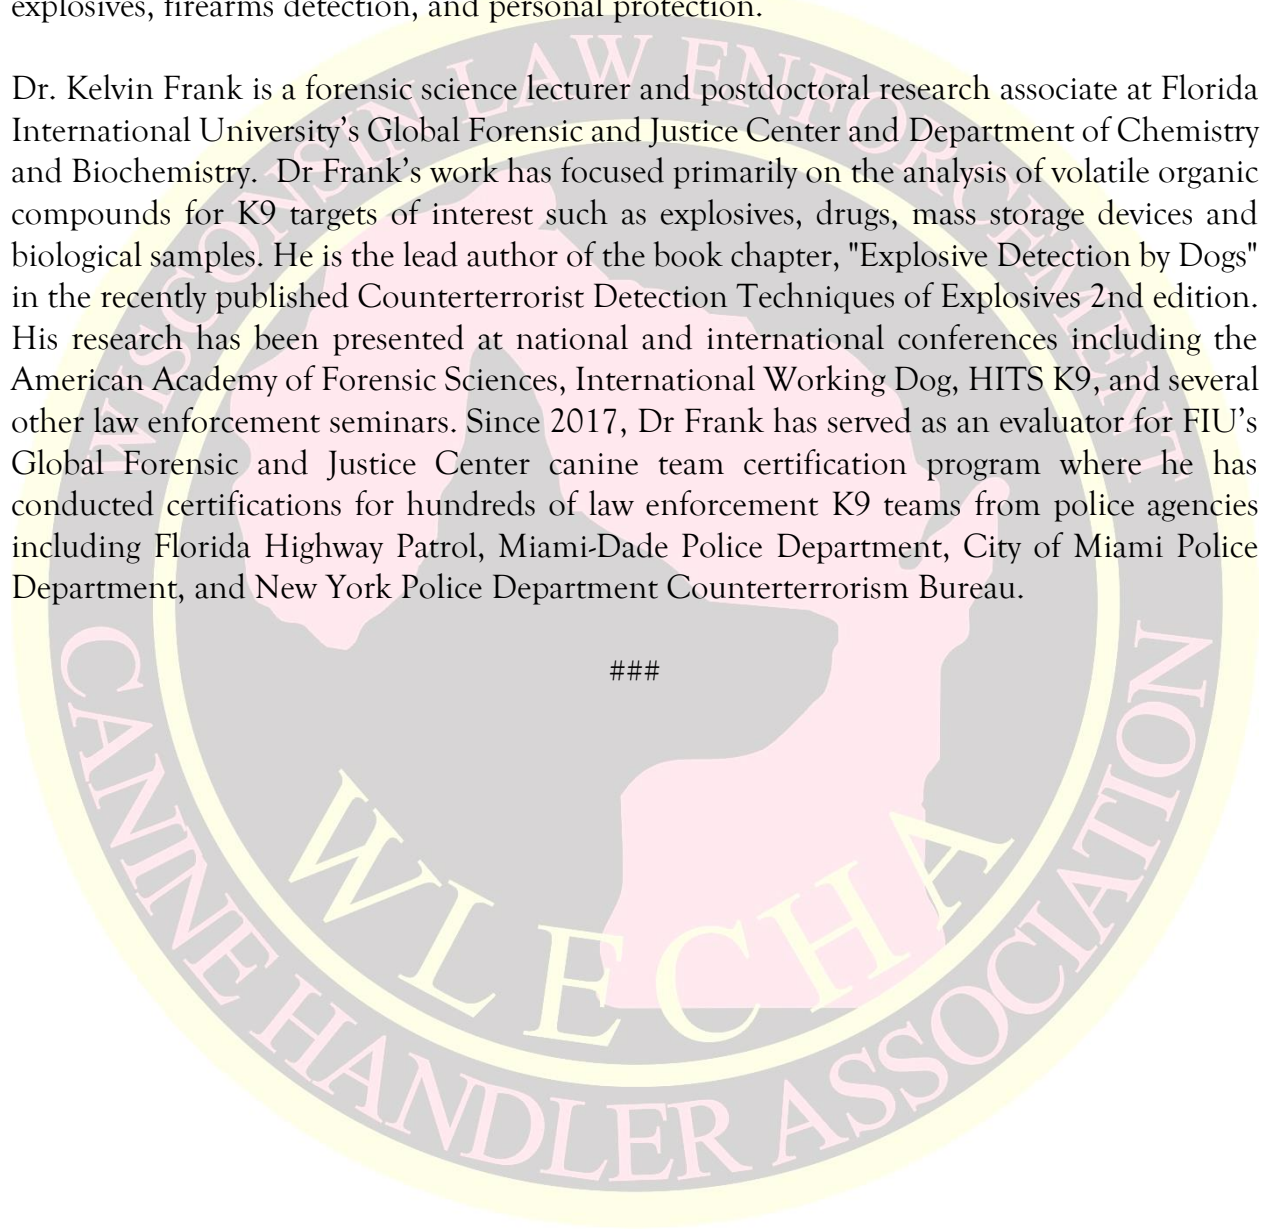 explosives, firearms detection, and personal protection.
Dr. Kelvin Frank is a forensic science lecturer and postdoctoral research associate at Florida
International University's Global Forensic and Justice Center and Department of Chemistry
and Biochemistry.  Dr Frank's work has focused primarily on the analysis of volatile organic
compounds for K9 targets of interest such as explosives, drugs, mass storage devices and
biological samples. He is the lead author of the book chapter, "Explosive Detection by Dogs"
in the recently published Counterterrorist Detection Techniques of Explosives 2nd edition.
His research has been presented at national and international conferences including the
American Academy of Forensic Sciences, International Working Dog, HITS K9, and several
other law enforcement seminars. Since 2017, Dr Frank has served as an evaluator for FIU's
Global Forensic and Justice Center canine team certification program where he has
conducted certifications for hundreds of law enforcement K9 teams from police agencies
including Florida Highway Patrol, Miami-Dade Police Department, City of Miami Police
Department, and New York Police Department Counterterrorism Bureau.
###
WISCONSIN LAW ENFORCEMENT
CANINE HANDLER ASSOCIATION
WLECHA